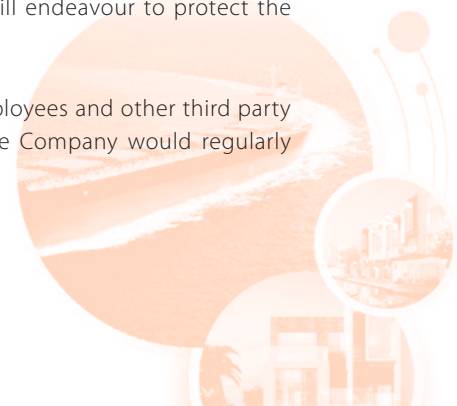 ill endeavour to protect the
ployees and other third party
e Company would regularly